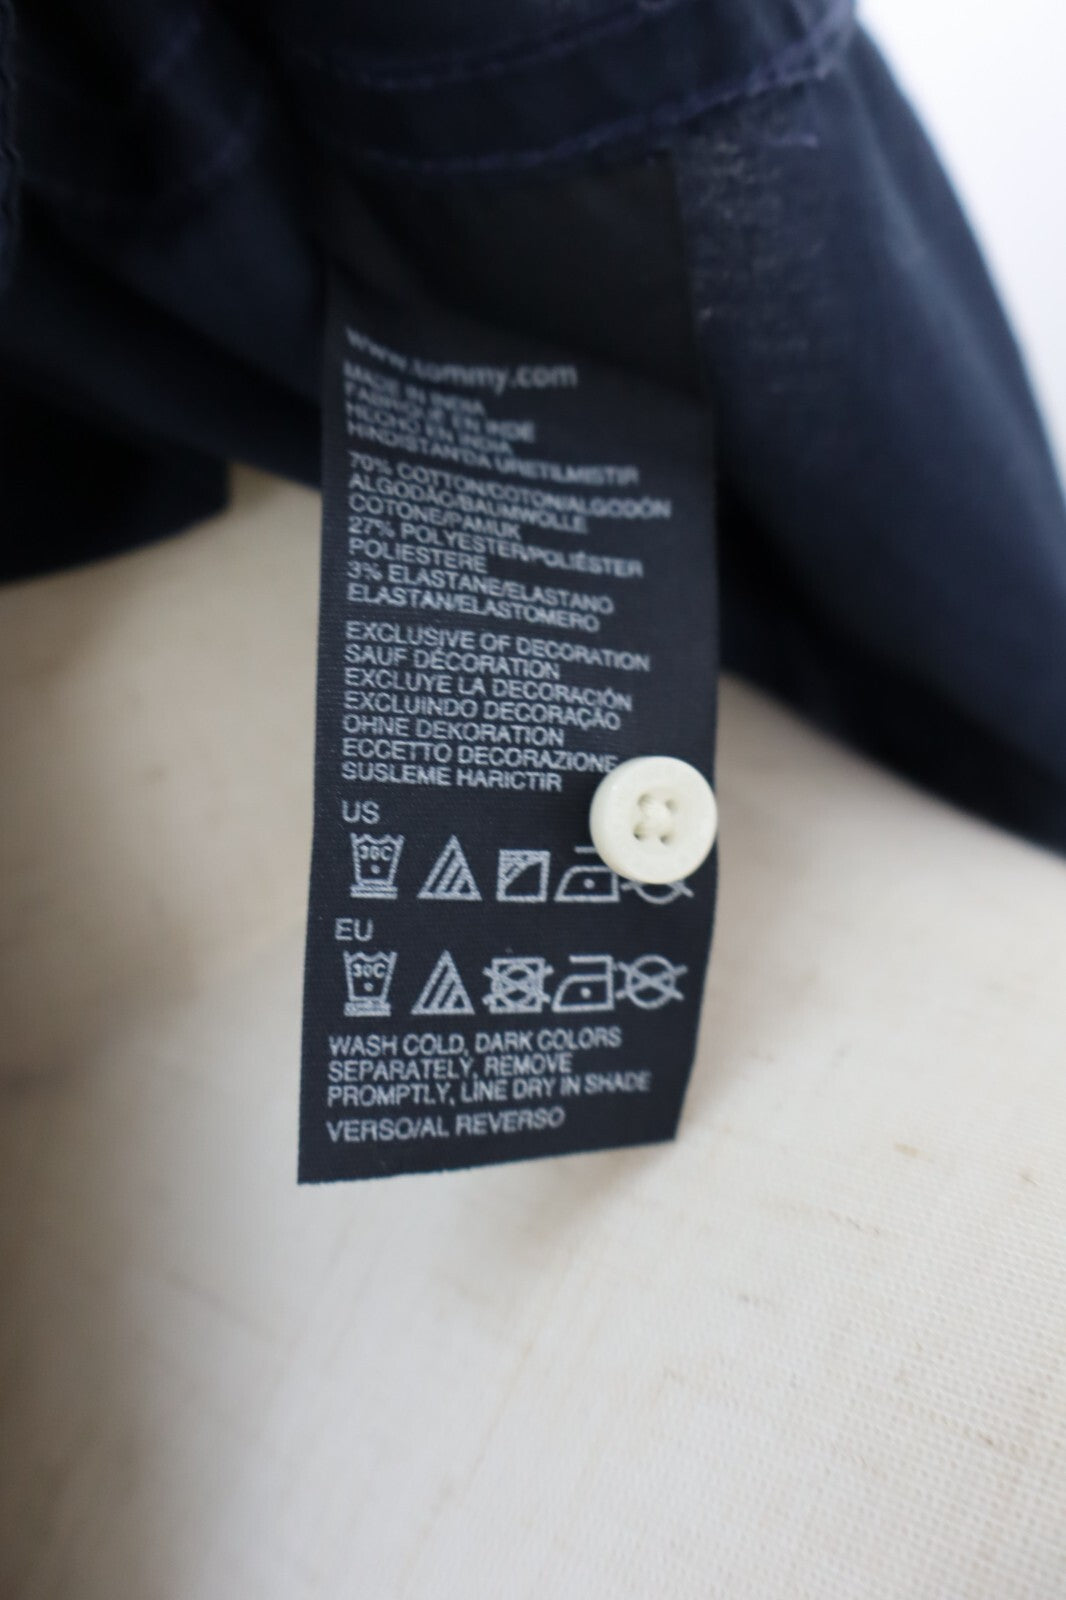 www.tommy.com
MADE IN INDIA
FABRIQUÉ EN INDE
HECHO EN INDIA
HINDISTAN'DA URETILMISTIR
70% COTTON/COTON/ALGODÓN
ALGODÃO/BAUMWOLLE
COTONE/PAMUK
27% POLYESTER/POLIÉSTER
POLIESTERE
3% ELASTANE/ELASTANO
ELASTAN/ELASTOMERO
EXCLUSIVE OF DECORATION
SAUF DÉCORATION
EXCLUYE LA DECORACIÓN
EXCLUINDO DECORAÇÃO
OHNE DEKORATION
ECCETTO DECORAZIONE
SUSLEME HARICTIR
US
30C
EU
30C
WASH COLD, DARK COLORS
SEPARATELY, REMOVE
PROMPTLY, LINE DRY IN SHADE
VERSO/AL REVERSO